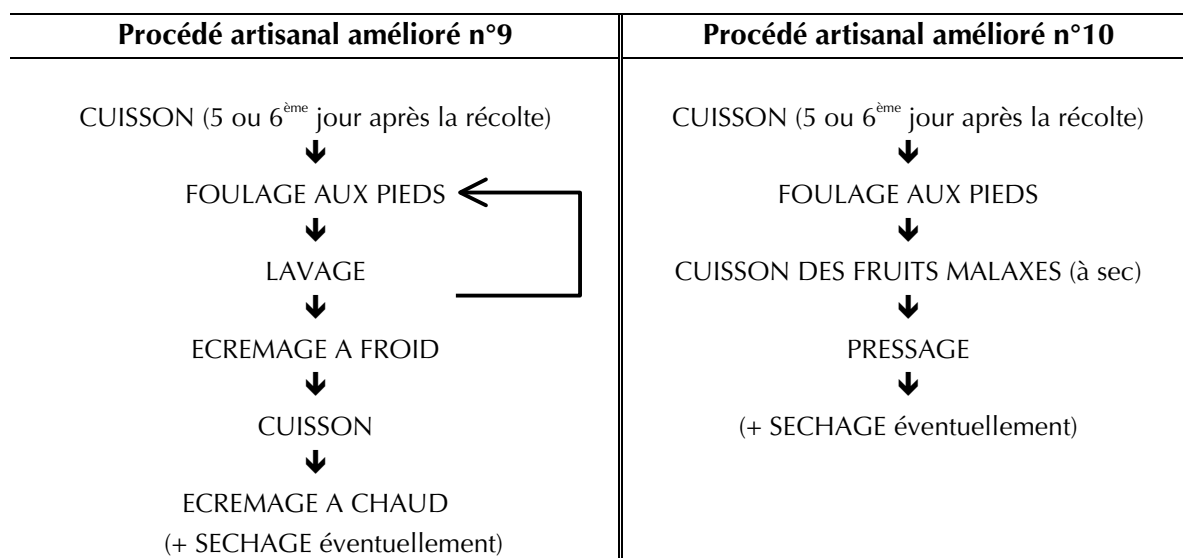 Procédé artisanal amélioré n°9
CUISSON (5 ou 6ème jour après la récolte)
FOULAGE AUX PIEDS
LAVAGE
ECREMAGE A FROID
CUISSON
ECREMAGE A CHAUD
(+ SECHAGE éventuellement)
Procédé artisanal amélioré n°10
CUISSON (5 ou 6ème jour après la récolte)
FOULAGE AUX PIEDS
CUISSON DES FRUITS MALAXES (à sec)
PRESSAGE
(+ SECHAGE éventuellement)